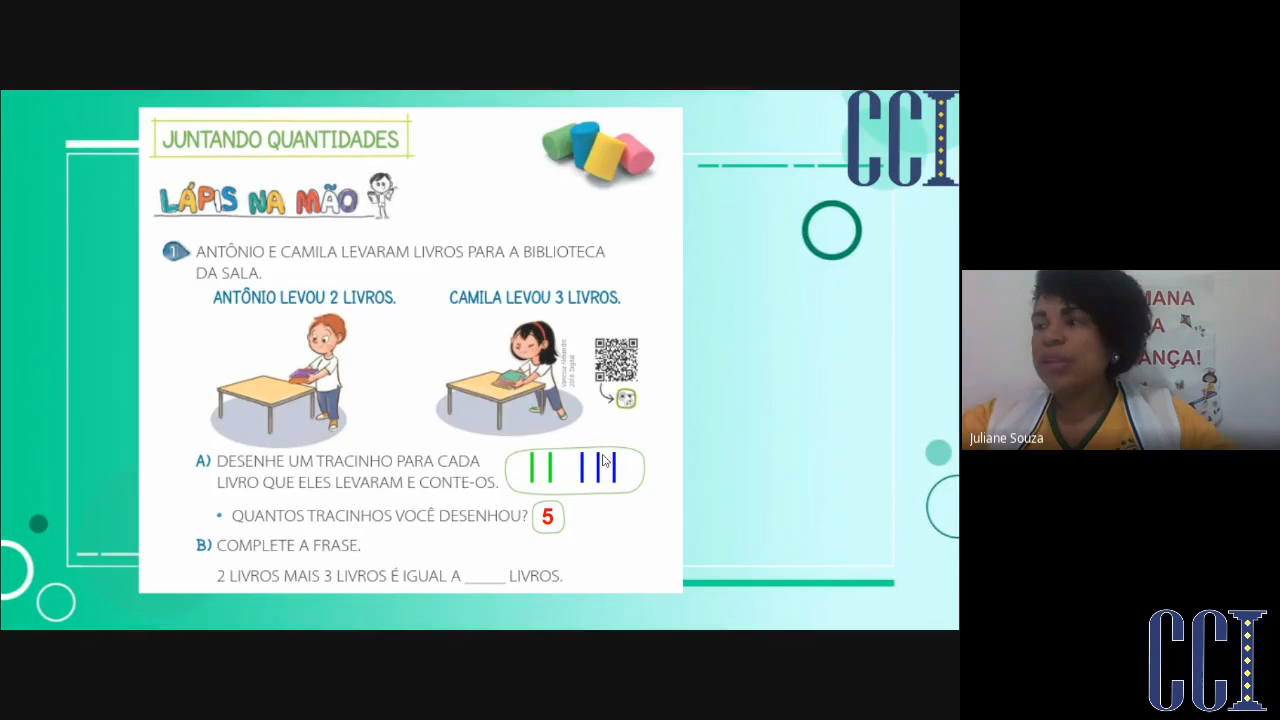 CCI
JUNTANDO QUANTIDADES
LÁPIS NA MÃO
1 ANTÔNIO E CAMILA LEVARAM LIVROS PARA A BIBLIOTECA
DA SALA.
ANTÔNIO LEVOU 2 LIVROS.
CAMILA LEVOU 3 LIVROS.
A) DESENHE UM TRACINHO PARA CADA
LIVRO QUE ELES LEVARAM E CONTE-OS.
• QUANTOS TRACINHOS VOCÊ DESENHOU? 5
B) COMPLETE A FRASE.
2 LIVROS MAIS 3 LIVROS É IGUAL A _____ LIVROS.
MANA
A
ANÇA!
Juliane Souza
CCI